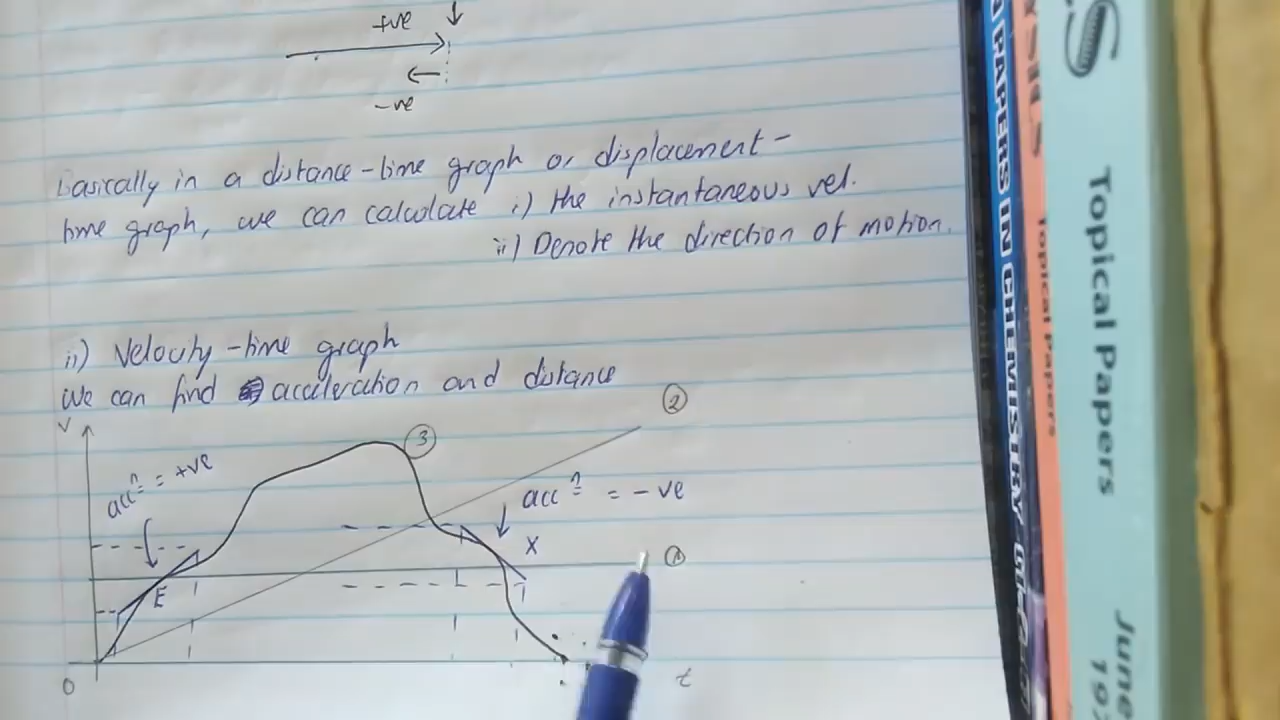 +ve
-ve
Basically in a distance-time graph or displacement-
time graph, we can calculate i) the instantaneous vel.
ii) Denote the direction of motion.
ii) Velocity-time graph
We can find acceleration and distance
V
acc n = +ve
3
2
acc n = -ve
X
1
E
0
t
PAPERS IN CHEMISTRY
Topical Papers
Topical Papers
June